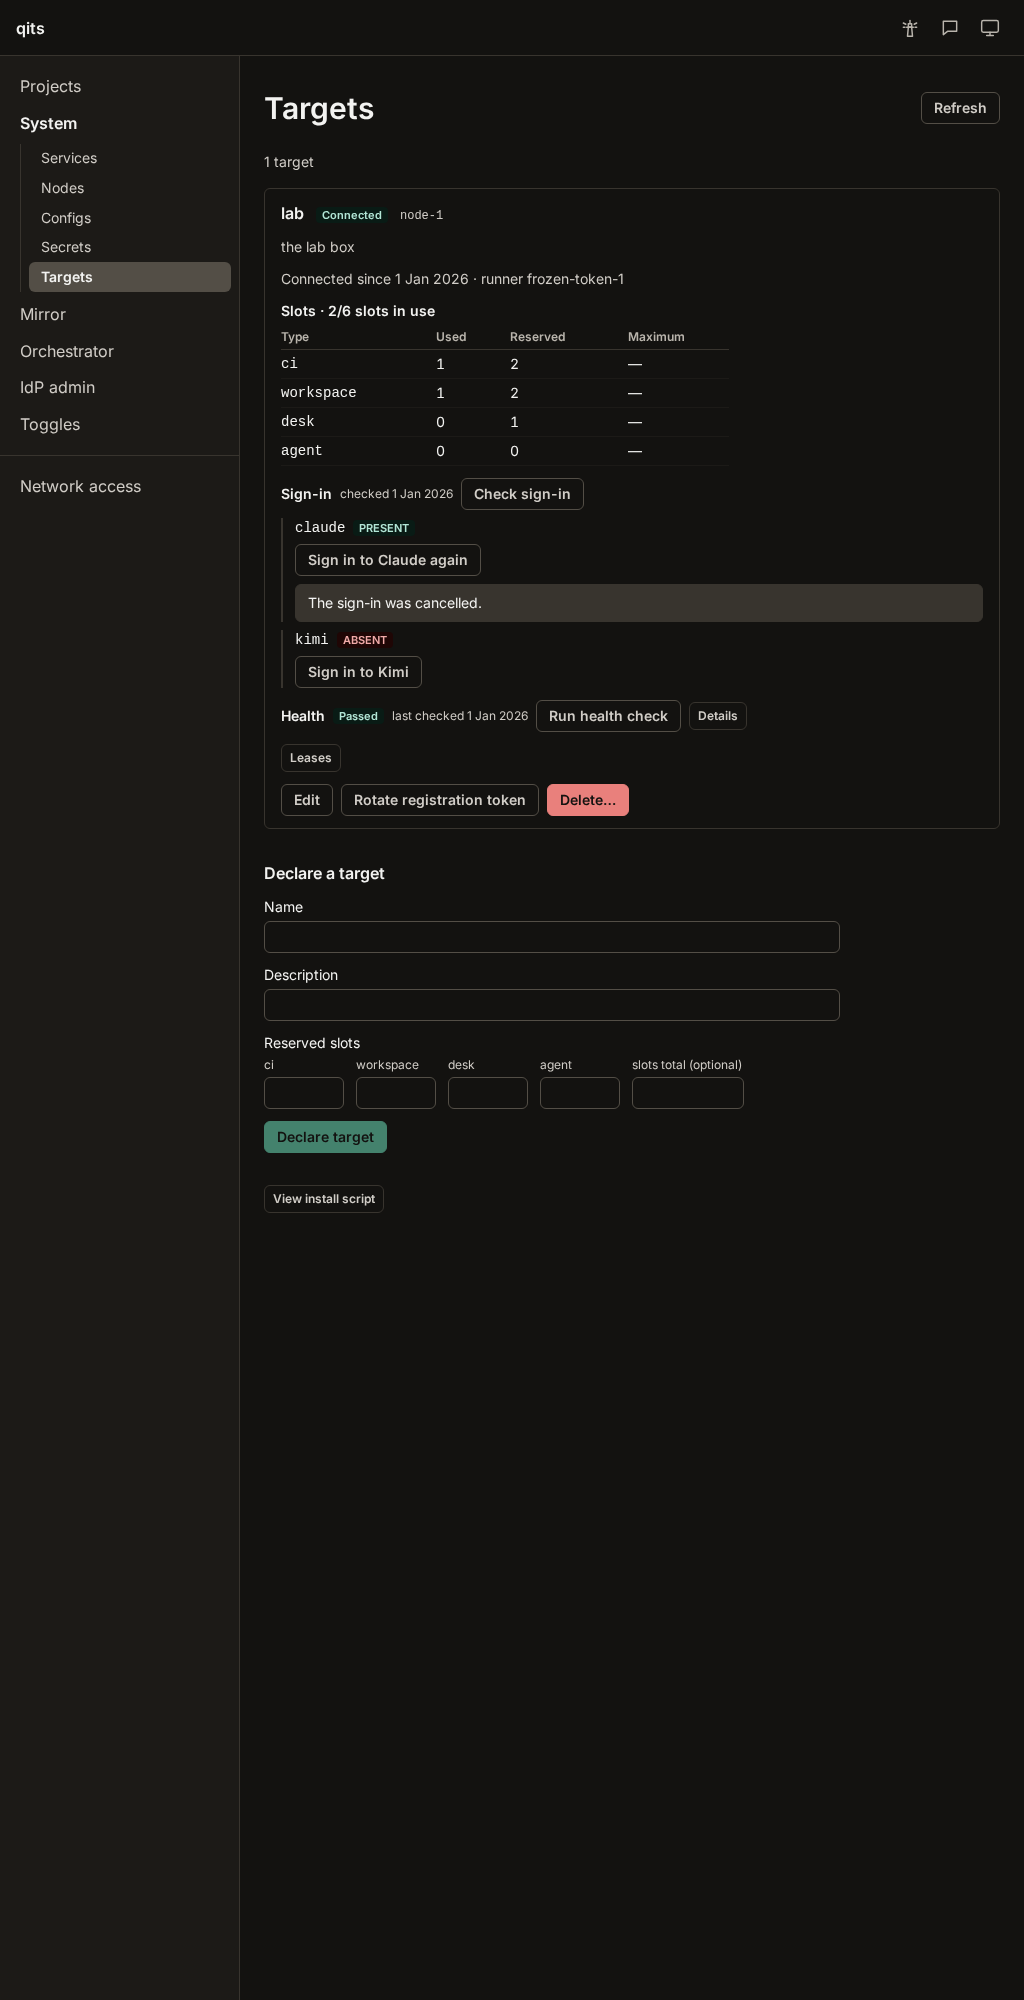 qits
Projects
System
Services
Nodes
Configs
Secrets
Targets
Mirror
Orchestrator
IdP admin
Toggles
Network access
Targets
Refresh
1 target
lab Connected node-1
the lab box
Connected since 1 Jan 2026 · runner frozen-token-1
Slots · 2/6 slots in use
Type Used Reserved Maximum
ci 1 2 —
workspace 1 2 —
desk 0 1 —
agent 0 0 —
Sign-in checked 1 Jan 2026 Check sign-in
claude PRESENT
Sign in to Claude again
The sign-in was cancelled.
kimi ABSENT
Sign in to Kimi
Health Passed last checked 1 Jan 2026 Run health check Details
Leases
Edit Rotate registration token Delete...
Declare a target
Name
Description
Reserved slots
ci workspace desk agent slots total (optional)
Declare target
View install script